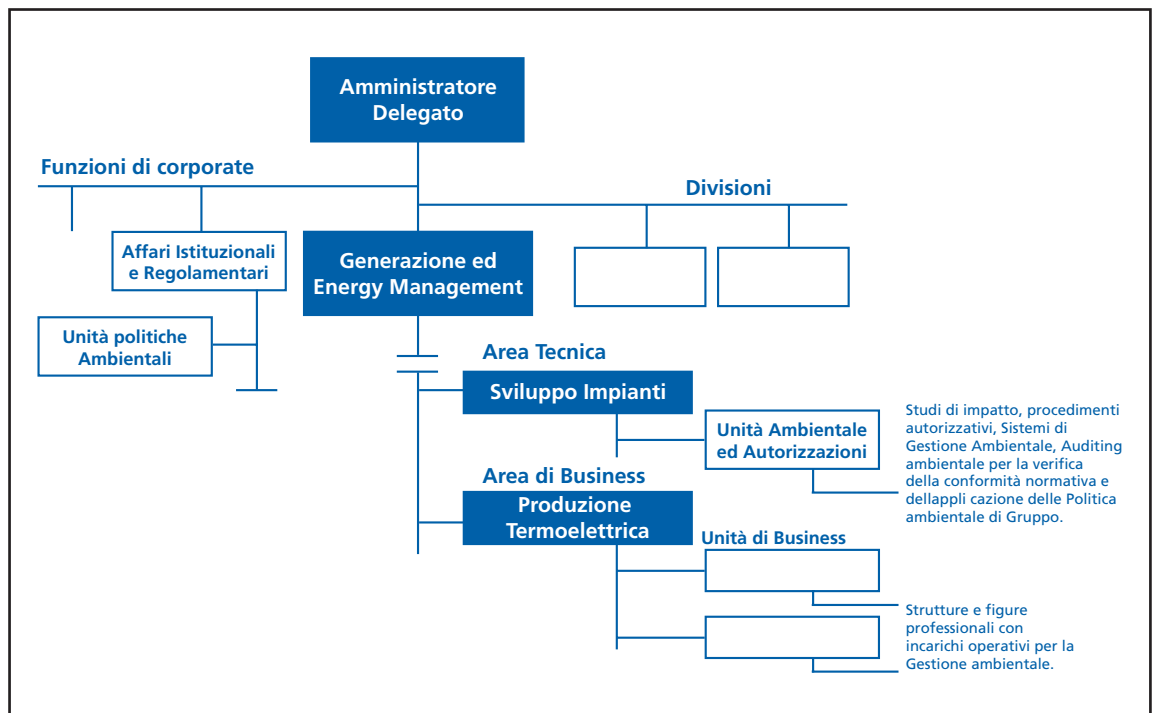 Amministratore
Delegato
Funzioni di corporate
Divisioni
Affari Istituzionali
e Regolamentari
Generazione ed
Energy Management
Unità politiche
Ambientali
Area Tecnica
Sviluppo Impianti
Unità Ambientale
ed Autorizzazioni
Studi di impatto, procedimenti
autorizzativi, Sistemi di
Gestione Ambientale, Auditing
ambientale per la verifica
della conformità normativa e
dellappli cazione delle Politica
ambientale di Gruppo.
Area di Business
Produzione
Termoelettrica
Unità di Business
Strutture e figure
professionali con
incarichi operativi per la
Gestione ambientale.